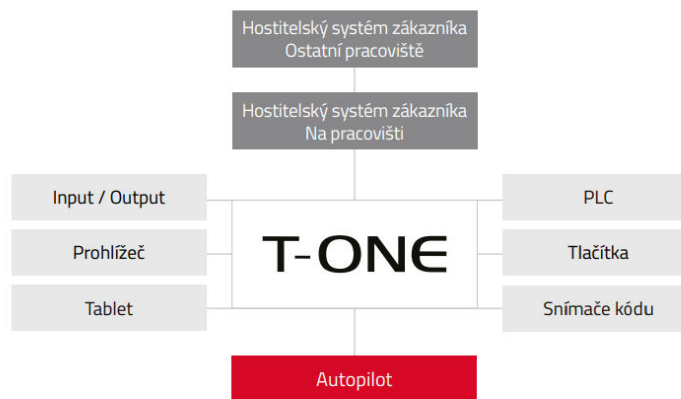 Hostitelský systém zákazníka
Ostatní pracoviště
Hostitelský systém zákazníka
Na pracovišti
Input / Output
PLC
T-ONE
Prohlížeč
Tlačítka
Tablet
Snímače kódu
Autopilot